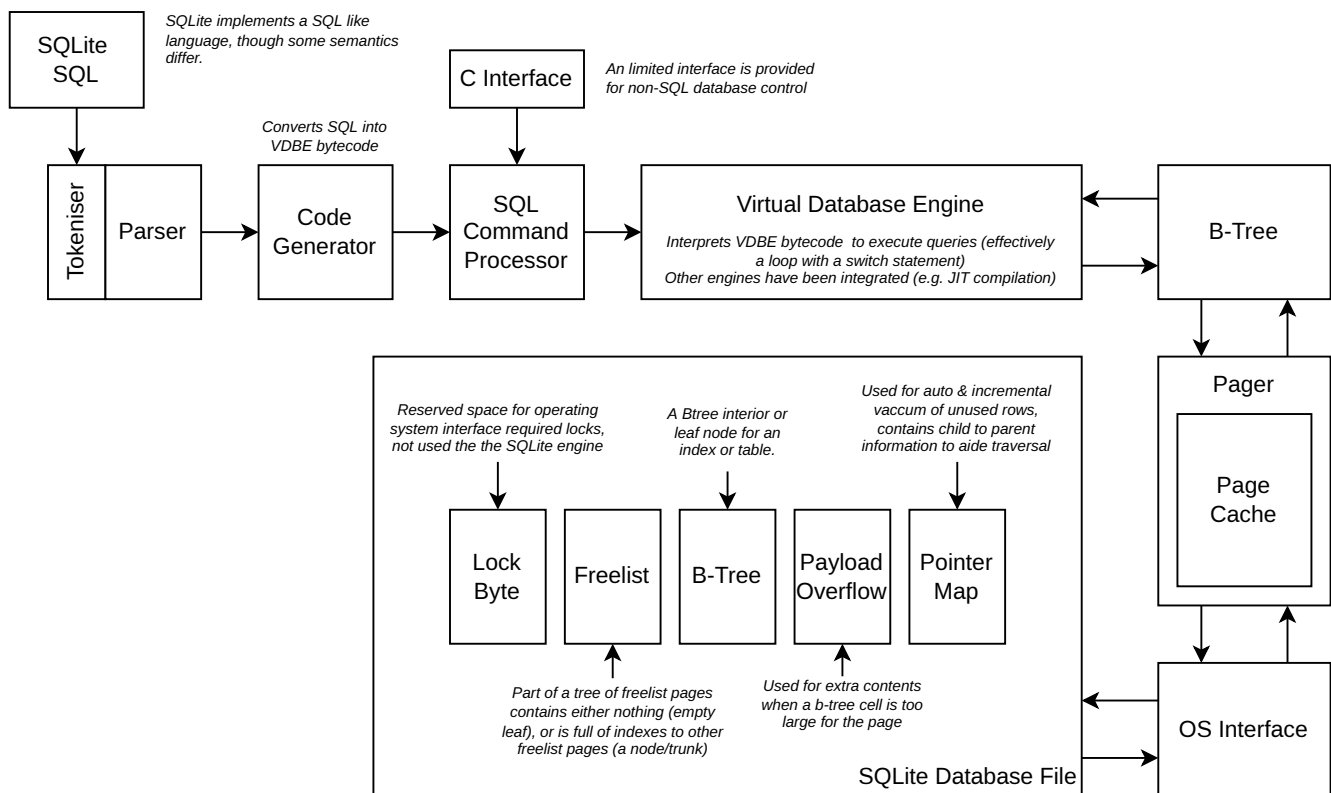 SQLite
SQL
SQLite implements a SQL like
language, though some semantics
differ.
C Interface
An limited interface is provided
for non-SQL database control
Converts SQL into
VDBE bytecode
Tokeniser
Parser
Code
Generator
SQL
Command
Processor
Virtual Database Engine
Interprets VDBE bytecode to execute queries (effectively
a loop with a switch statement)
Other engines have been integrated (e.g. JIT compilation)
B-Tree
Pager
Page
Cache
OS Interface
Reserved space for operating
system interface required locks,
not used the the SQLite engine
A Btree interior or
leaf node for an
index or table.
Used for auto & incremental
vaccum of unused rows,
contains child to parent
information to aide traversal
Lock
Byte
Freelist
B-Tree
Payload
Overflow
Pointer
Map
Part of a tree of freelist pages
contains either nothing (empty
leaf), or is full of indexes to other
freelist pages (a node/trunk)
Used for extra contents
when a b-tree cell is too
large for the page
SQLite Database File